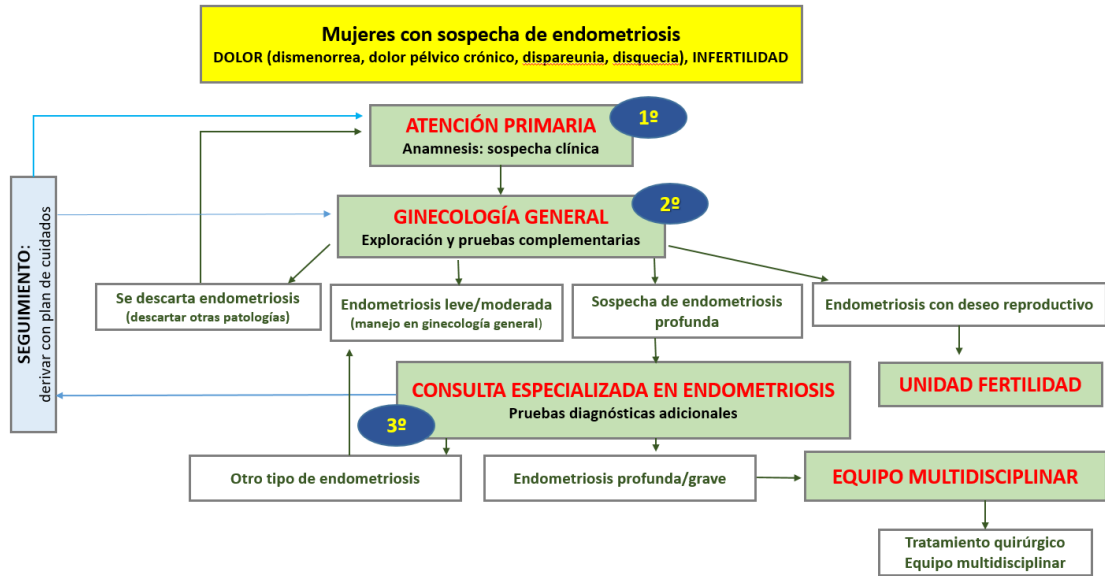 Mujeres con sospecha de endometriosis
DOLOR (dismenorrea, dolor pélvico crónico, dispareunia, disquecia), INFERTILIDAD
ATENCIÓN PRIMARIA
Anamnesis: sospecha clínica
1º
GINECOLOGÍA GENERAL
Exploración y pruebas complementarias
2º
SEGUIMIENTO:
derivar con plan de cuidados
Se descarta endometriosis
(descartar otras patologías)
Endometriosis leve/moderada
(manejo en ginecología general)
Sospecha de endometriosis
profunda
Endometriosis con deseo reproductivo
UNIDAD FERTILIDAD
CONSULTA ESPECIALIZADA EN ENDOMETRIOSIS
Pruebas diagnósticas adicionales
3º
Otro tipo de endometriosis
Endometriosis profunda/grave
EQUIPO MULTIDISCIPLINAR
Tratamiento quirúrgico
Equipo multidisciplinar